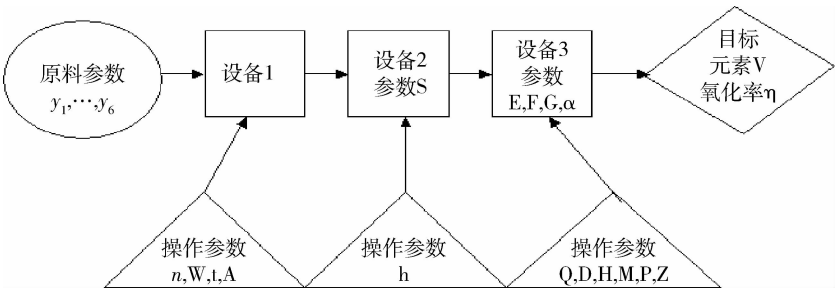 原料参数
y₁,…,y₆
设备1
设备2
参数S
设备3
参数
E,F,G,α
目标
元素V
氧化率η
操作参数
n,W,t,A
操作参数
h
操作参数
Q,D,H,M,P,Z